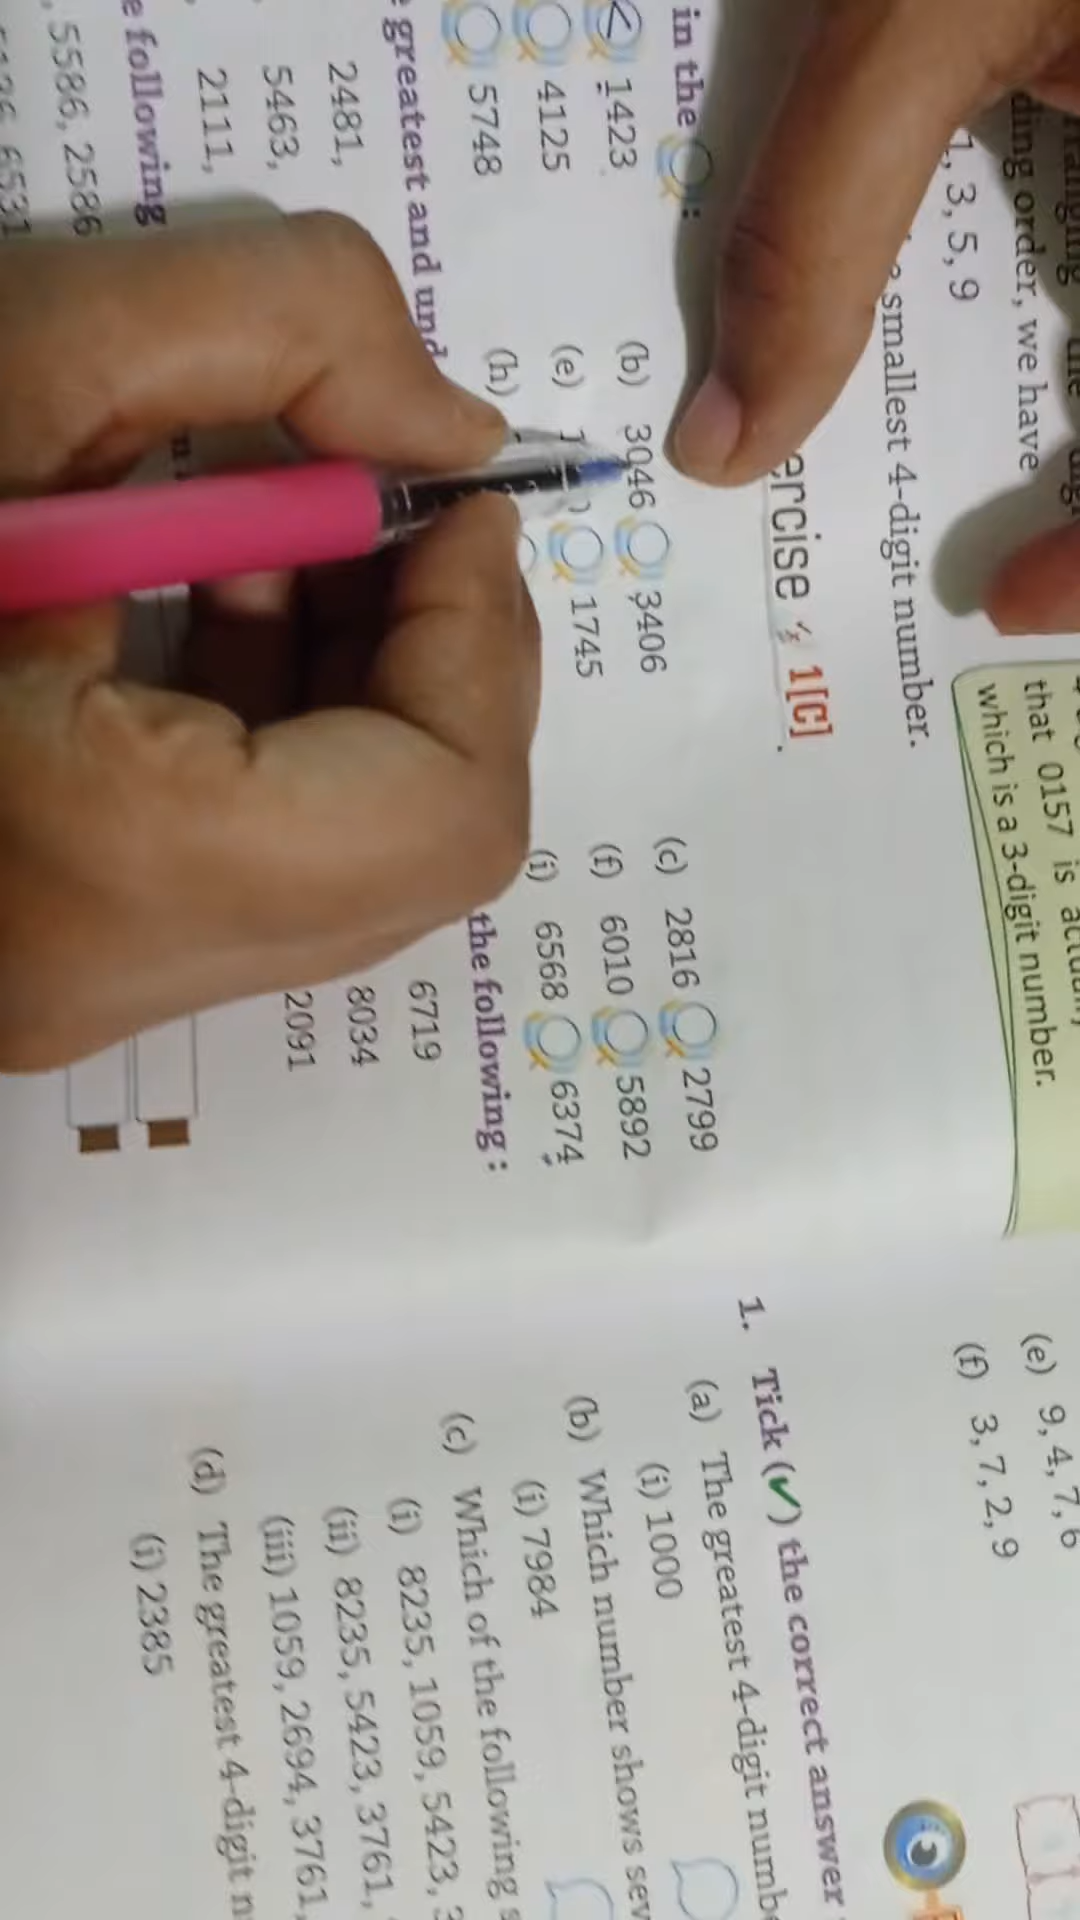 ding order, we have
1, 3, 5, 9
smallest 4-digit number.
that 0157 is
which is a 3-digit number.
ercise 1[C]
in the :
< 1423
(b) 3046 3406
(c) 2816 2799
4125
(e) 1745
(f) 6010 5892
5748
(h)
(i) 6568 6374
greatest and the following :
2481,
6719
5463,
8034
2111,
2091
e following
5586, 2586
6531
(e) 9, 4, 7, 6
(f) 3, 7, 2, 9
1. Tick (✓) the correct answer
(a) The greatest 4-digit
(i) 1000
(b) Which number shows
(i) 7984
(c) Which of the following
(i) 8235, 1059, 5423,
(ii) 8235, 5423, 3761,
(iii) 1059, 2694, 3761,
(d) The greatest 4-digit
(i) 2385